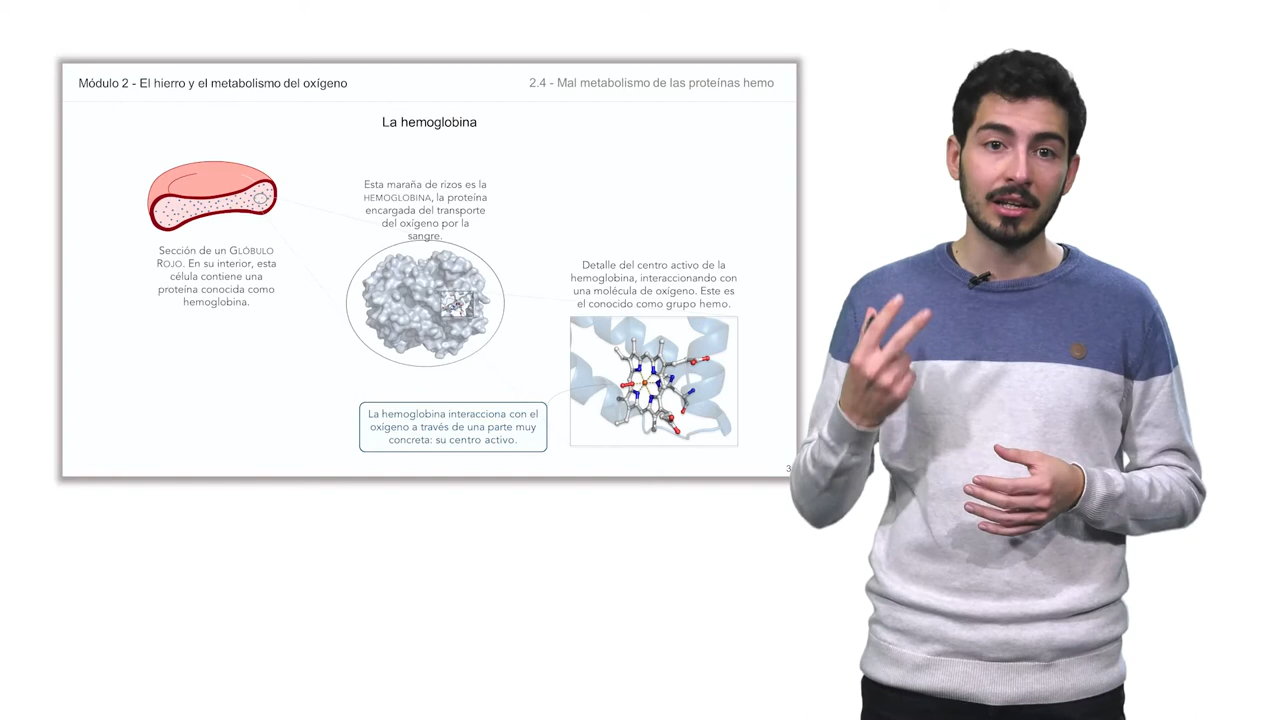 Módulo 2 - El hierro y el metabolismo del oxígeno
2.4 - Mal metabolismo de las proteínas hemo
La hemoglobina
Sección de un GLÓBULO
ROJO. En su interior, esta
célula contiene una
proteína conocida como
hemoglobina.
Esta maraña de rizos es la
HEMOGLOBINA, la proteína
encargada del transporte
del oxígeno por la
sangre.
Detalle del centro activo de la
hemoglobina, interaccionando con
una molécula de oxígeno. Este es
el conocido como grupo hemo.
La hemoglobina interacciona con el
oxígeno a través de una parte muy
concreta: su centro activo.
3